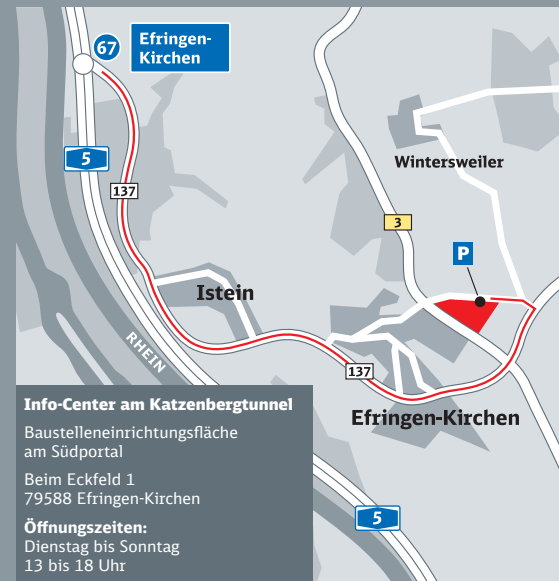 67
Efringen-
Kirchen
5
137
Wintersweiler
3
P
Istein
RHEIN
137
Efringen-Kirchen
5
Info-Center am Katzenbergtunnel
Baustelleneinrichtungsfläche
am Südportal
Beim Eckfeld 1
79588 Efringen-Kirchen
Öffnungszeiten:
Dienstag bis Sonntag
13 bis 18 Uhr